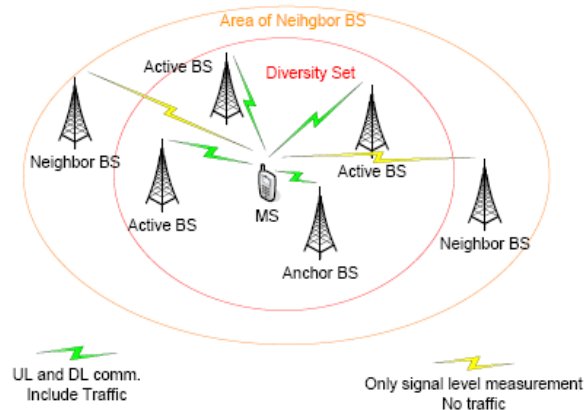 Area of Neihgbor BS
Active BS
Diversity Set
Neighbor BS
Active BS
Active BS
MS
Anchor BS
Neighbor BS
UL and DL comm.
Include Traffic
Only signal level measurement
No traffic